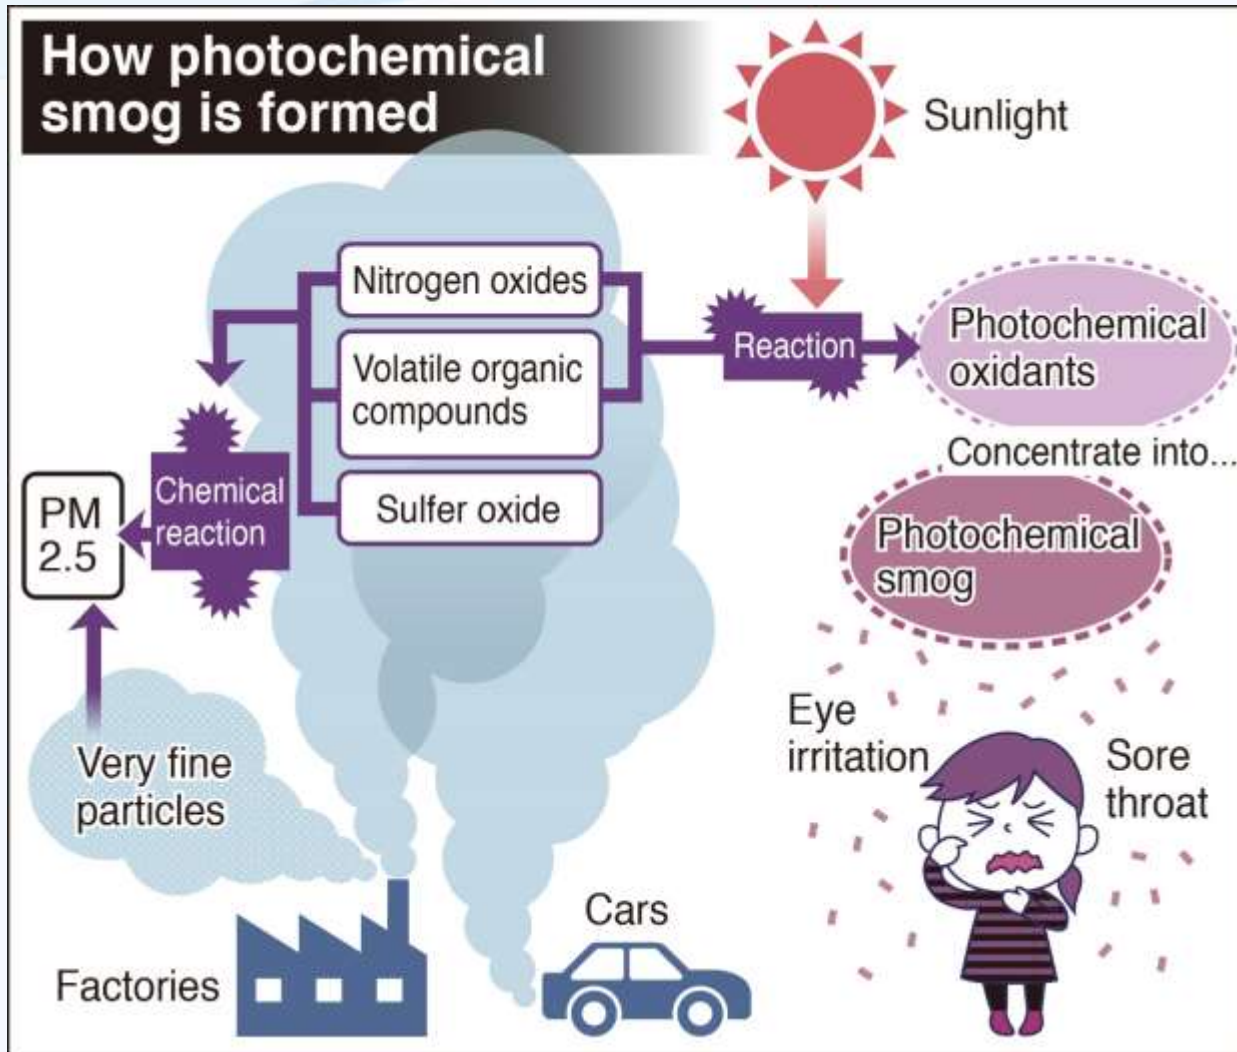 How photochemical
smog is formed
Sunlight
Nitrogen oxides
Volatile organic
compounds
Sulfer oxide
Reaction
Photochemical
oxidants
Concentrate into...
Photochemical
smog
Chemical
reaction
PM
2.5
Very fine
particles
Eye
irritation
Sore
throat
Factories
Cars